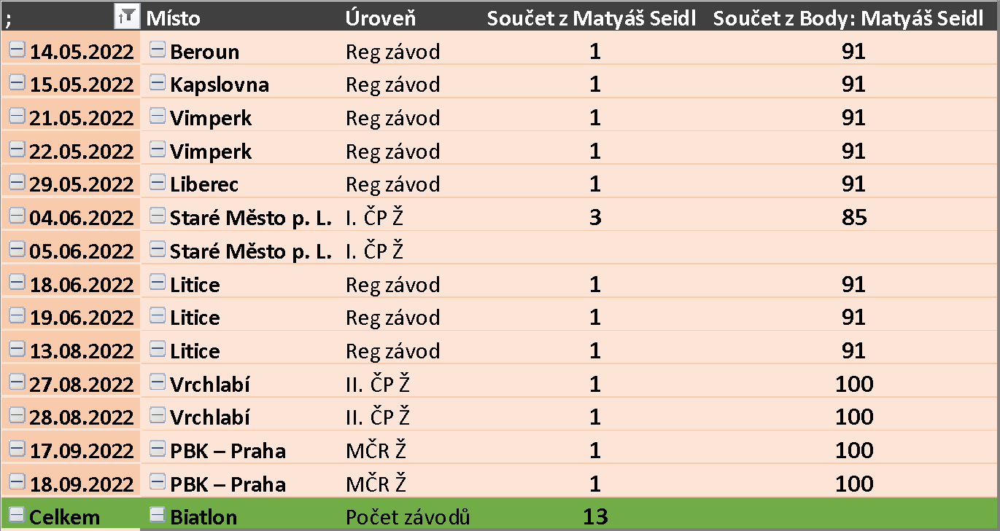 ; Místo Úroveň Součet z Matyáš Seidl Součet z Body: Matyáš Seidl
14.05.2022 Beroun Reg závod 1 91
15.05.2022 Kapslovna Reg závod 1 91
21.05.2022 Vimperk Reg závod 1 91
22.05.2022 Vimperk Reg závod 1 91
29.05.2022 Liberec Reg závod 1 91
04.06.2022 Staré Město p. L. I. ČP Ž 3 85
05.06.2022 Staré Město p. L. I. ČP Ž
18.06.2022 Litice Reg závod 1 91
19.06.2022 Litice Reg závod 1 91
13.08.2022 Litice Reg závod 1 91
27.08.2022 Vrchlabí II. ČP Ž 1 100
28.08.2022 Vrchlabí II. ČP Ž 1 100
17.09.2022 PBK – Praha MČR Ž 1 100
18.09.2022 PBK – Praha MČR Ž 1 100
Celkem Biatlon Počet závodů 13